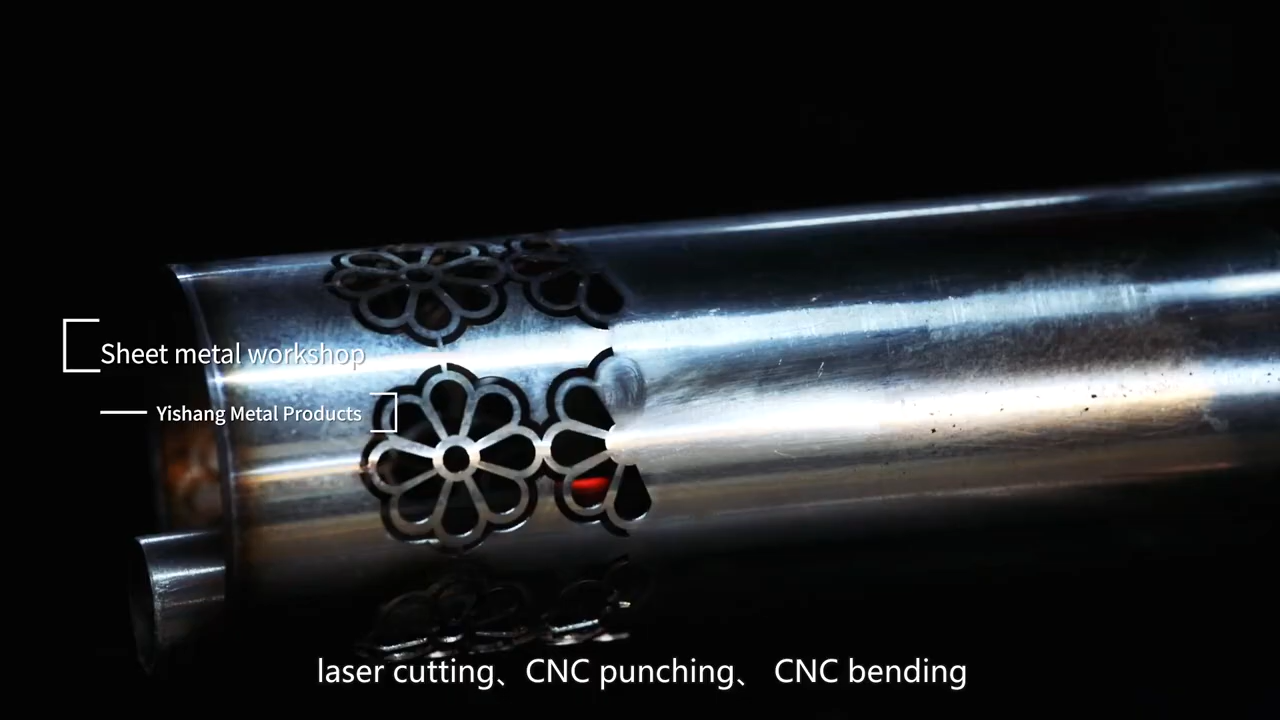 Sheet metal workshop
Yishang Metal Products
laser cutting、CNC punching、 CNC bending